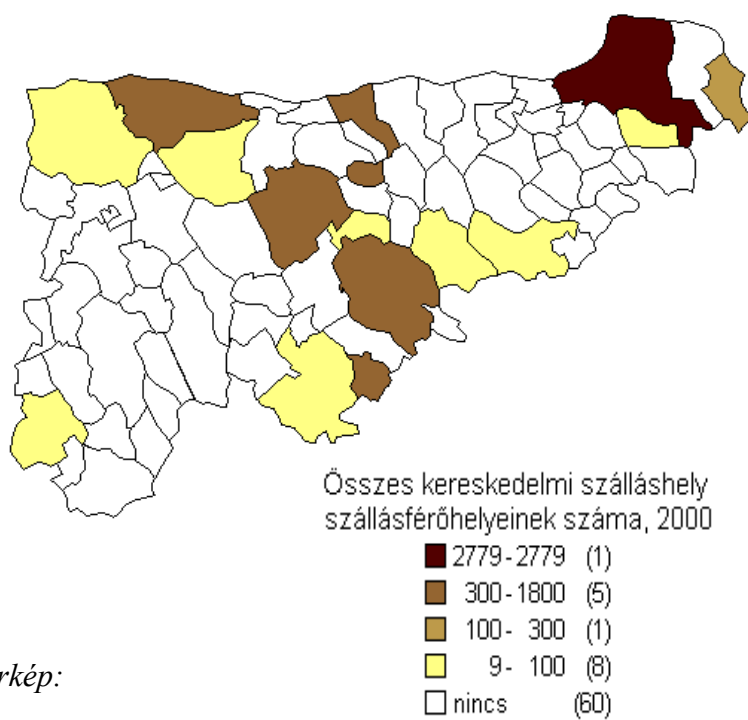 Összes kereskedelmi szálláshely
szállásférőhelyeinek száma, 2000
2779-2779 (1)
300-1800 (5)
100- 300 (1)
9- 100 (8)
nincs (60)
rkép: